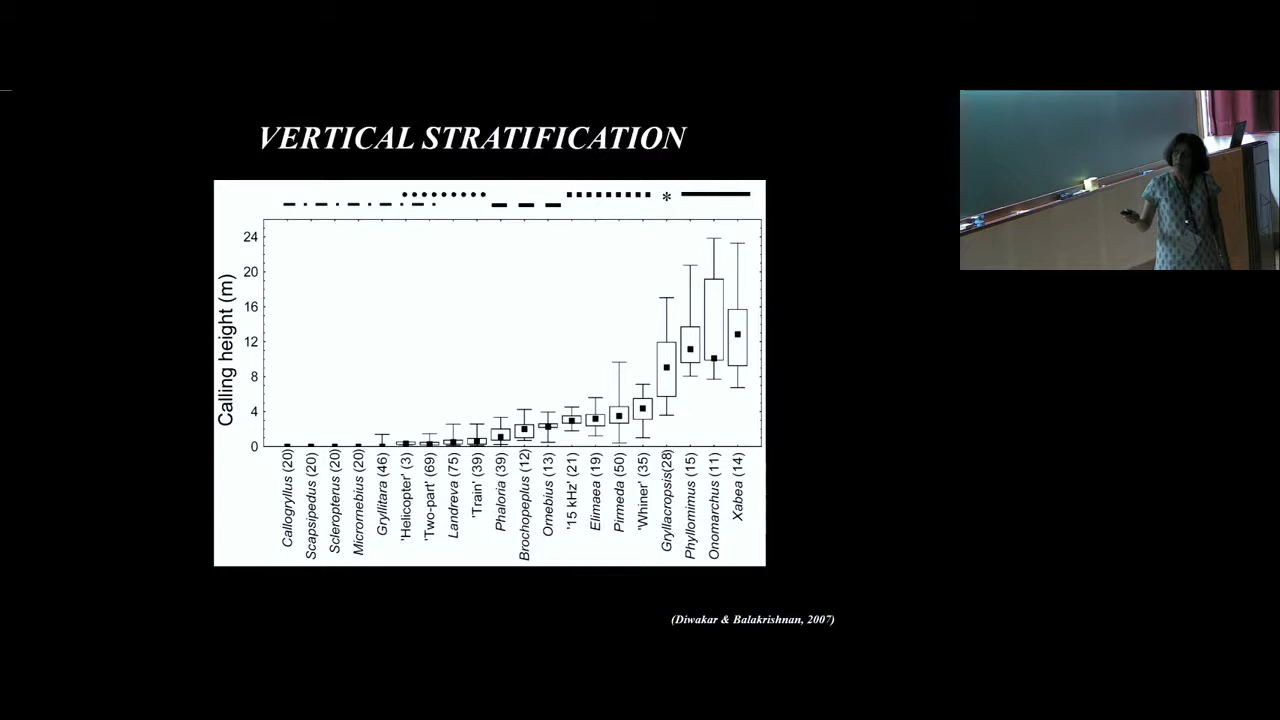 VERTICAL STRATIFICATION
*
24
20
16
12
8
4
0
Calling height (m)
Callogryllus (20)
Scapsipedus (20)
Scleropterus (20)
Micrornebius (20)
Gryllitara (46)
'Helicopter' (3)
'Two-part' (69)
Landreva (75)
'Train' (39)
Phaloria (39)
Brochopeplus (12)
Ornebius (13)
'15 kHz' (21)
Elimaea (19)
Pirmeda (50)
'Whiner' (35)
Gryllacropsis(28)
Phyllomimus (15)
Onomarchus (11)
Xabea (14)
(Diwakar & Balakrishnan, 2007)